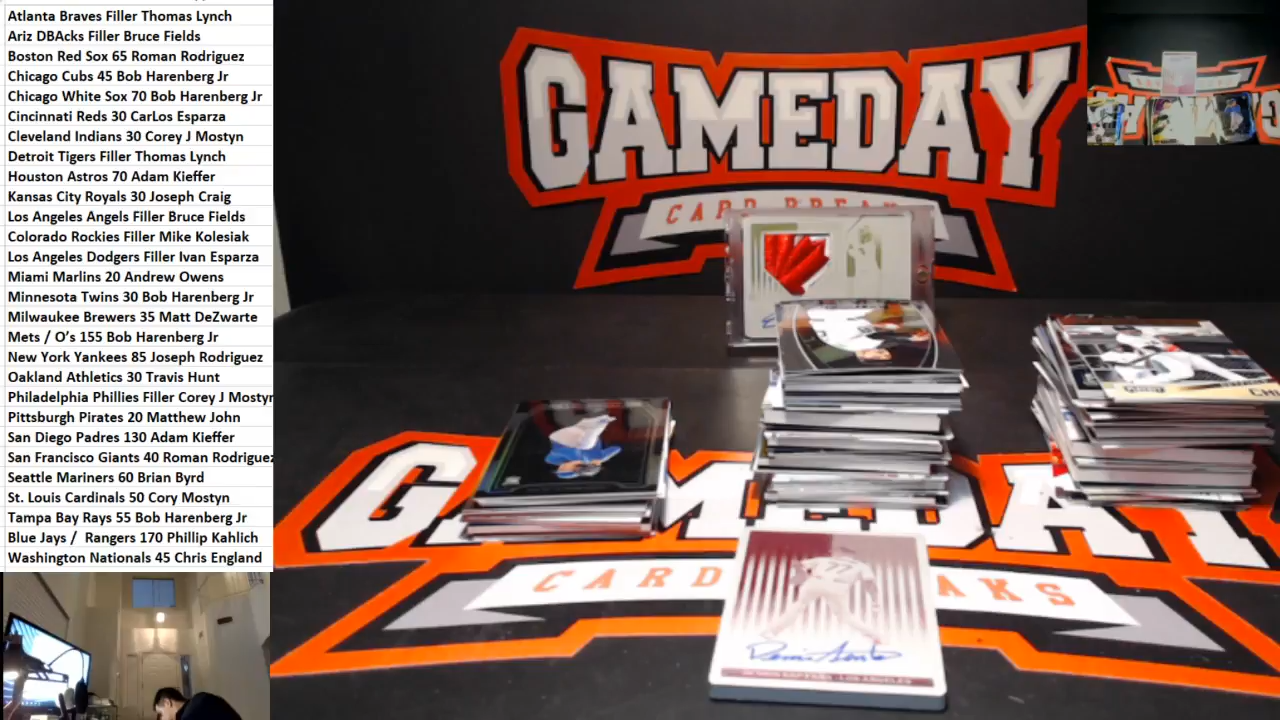 Atlanta Braves Filler Thomas Lynch
Ariz DBAcks Filler Bruce Fields
Boston Red Sox 65 Roman Rodriguez
Chicago Cubs 45 Bob Harenberg Jr
Chicago White Sox 70 Bob Harenberg Jr
Cincinnati Reds 30 CarLos Esparza
Cleveland Indians 30 Corey J Mostyn
Detroit Tigers Filler Thomas Lynch
Houston Astros 70 Adam Kieffer
Kansas City Royals 30 Joseph Craig
Los Angeles Angels Filler Bruce Fields
Colorado Rockies Filler Mike Kolesiak
Los Angeles Dodgers Filler Ivan Esparza
Miami Marlins 20 Andrew Owens
Minnesota Twins 30 Bob Harenberg Jr
Milwaukee Brewers 35 Matt DeZwarte
Mets / O’s 155 Bob Harenberg Jr
New York Yankees 85 Joseph Rodriguez
Oakland Athletics 30 Travis Hunt
Philadelphia Phillies Filler Corey J Mostyn
Pittsburgh Pirates 20 Matthew John
San Diego Padres 130 Adam Kieffer
San Francisco Giants 40 Roman Rodriguez
Seattle Mariners 60 Brian Byrd
St. Louis Cardinals 50 Cory Mostyn
Tampa Bay Rays 55 Bob Harenberg Jr
Blue Jays / Rangers 170 Phillip Kahlich
Washington Nationals 45 Chris England
GAMEDAY
CARD BREAK
77
LOS ANGELES